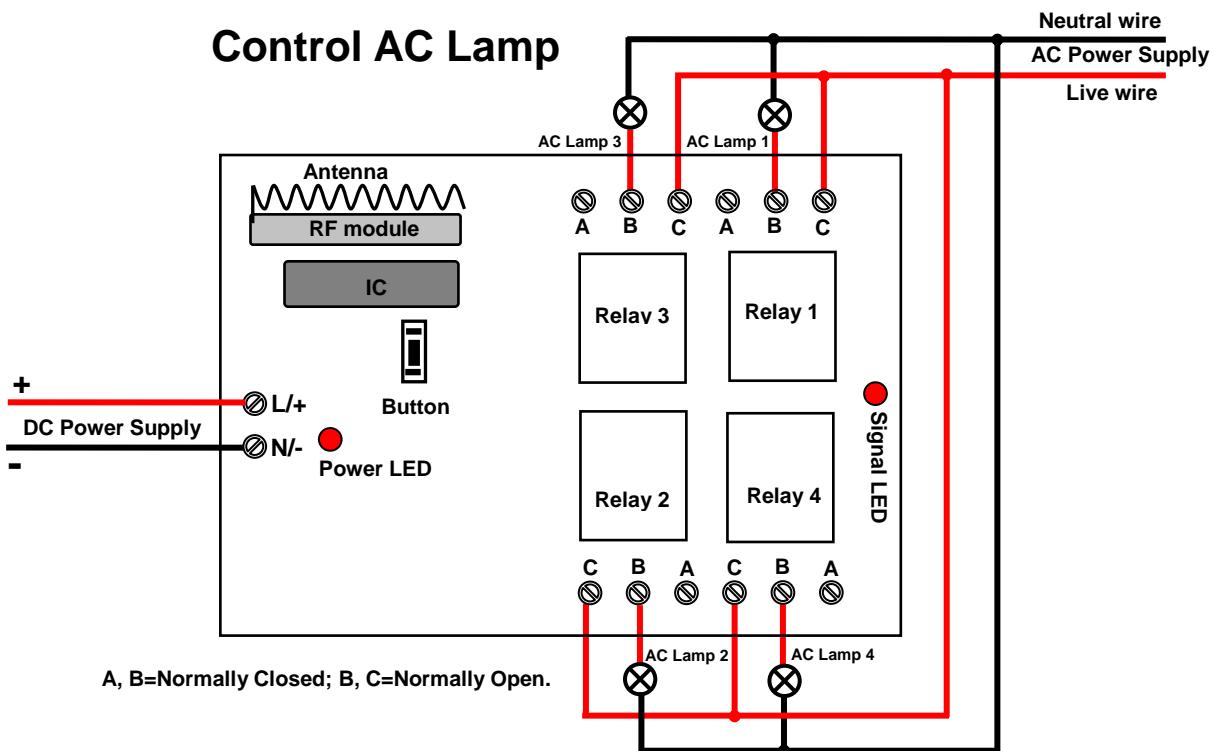 Control AC Lamp
Neutral wire
AC Power Supply
Live wire
AC Lamp 3
AC Lamp 1
Antenna
RF module
IC
A B C A B C
Relay 3
Relay 1
+
L/+
Button
DC Power Supply
-
N/-
Power LED
Signal LED
Relay 2
Relay 4
C B A C B A
AC Lamp 2
AC Lamp 4
A, B=Normally Closed; B, C=Normally Open.